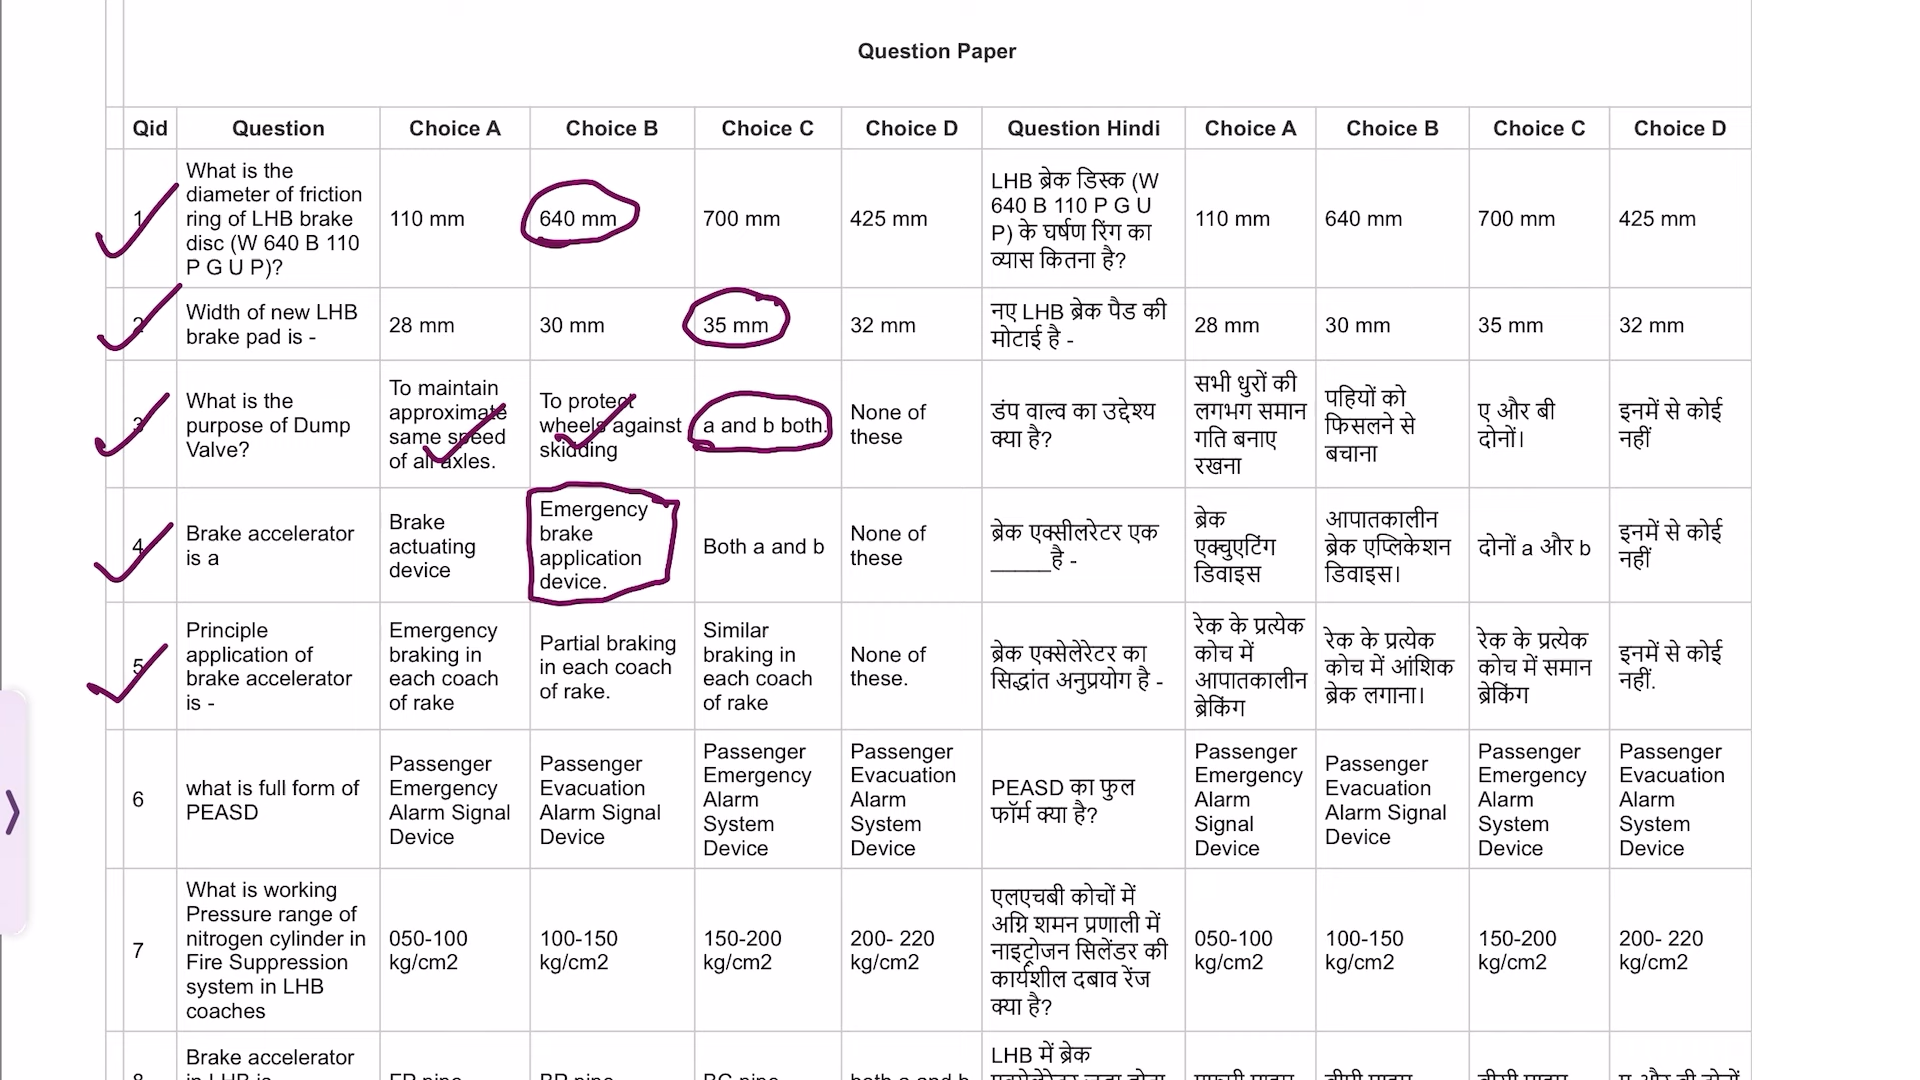 Question Paper
Qid Question Choice A Choice B Choice C Choice D Question Hindi Choice A Choice B Choice C Choice D
1
What is the
diameter of friction
ring of LHB brake
disc (W 640 B 110
P G U P)?
110 mm
640 mm
700 mm
425 mm
LHB ब्रेक डिस्क (W
640 B 110 P G U
P) के घर्षण रिंग का
व्यास कितना है?
110 mm
640 mm
700 mm
425 mm
2
Width of new LHB
brake pad is -
28 mm
30 mm
35 mm
32 mm
नए LHB ब्रेक पैड की
मोटाई है -
28 mm
30 mm
35 mm
32 mm
3
What is the
purpose of Dump
Valve?
To maintain
approximate
same speed
of all axles.
To protect
wheels against
skidding
a and b both.
None of
these
डंप वाल्व का उद्देश्य
क्या है?
सभी धुरों की
लगभग समान
गति बनाए
रखना
पहियों को
फिसलने से
बचाना
ए और बी
दोनों।
इनमें से कोई
नहीं
4
Brake accelerator
is a
Brake
actuating
device
Emergency
brake
application
device.
Both a and b
None of
these
ब्रेक एक्सीलरेटर एक
_____है -
ब्रेक
एक्चुएटिंग
डिवाइस
आपातकालीन
ब्रेक एप्लिकेशन
डिवाइस।
दोनों a और b
इनमें से कोई
नहीं
5
Principle
application of
brake accelerator
is -
Emergency
braking in
each coach
of rake
Partial braking
in each coach
of rake.
Similar
braking in
each coach
of rake
None of
these.
ब्रेक एक्सेलेरेटर का
सिद्धांत अनुप्रयोग है -
रेक के प्रत्येक
कोच में
आपातकालीन
ब्रेकिंग
रेक के प्रत्येक
कोच में आंशिक
ब्रेक लगाना।
रेक के प्रत्येक
कोच में समान
ब्रेकिंग
इनमें से कोई
नहीं.
6
what is full form of
PEASD
Passenger
Emergency
Alarm Signal
Device
Passenger
Evacuation
Alarm Signal
Device
Passenger
Emergency
Alarm
System
Device
Passenger
Evacuation
Alarm
System
Device
PEASD का फुल
फॉर्म क्या है?
Passenger
Emergency
Alarm
Signal
Device
Passenger
Evacuation
Alarm Signal
Device
Passenger
Emergency
Alarm
System
Device
Passenger
Evacuation
Alarm
System
Device
7
What is working
Pressure range of
nitrogen cylinder in
Fire Suppression
system in LHB
coaches
050-100
kg/cm2
100-150
kg/cm2
150-200
kg/cm2
200- 220
kg/cm2
एलएचबी कोचों में
अग्नि शमन प्रणाली में
नाइट्रोजन सिलेंडर की
कार्यशील दबाव रेंज
क्या है?
050-100
kg/cm2
100-150
kg/cm2
150-200
kg/cm2
200- 220
kg/cm2
Brake accelerator
LHB में ब्रेक